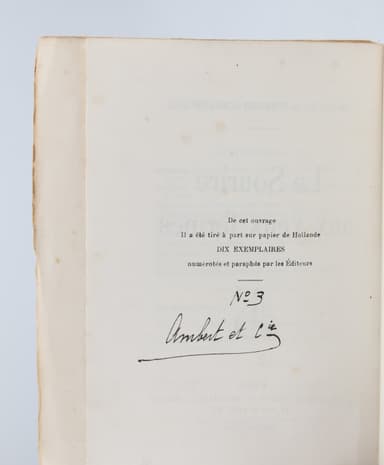 De cet ouvrage
Il a été tiré à part sur papier de Hollande
DIX EXEMPLAIRES
numérotés et paraphés par les Éditeurs
No 3
Ambert et Cie